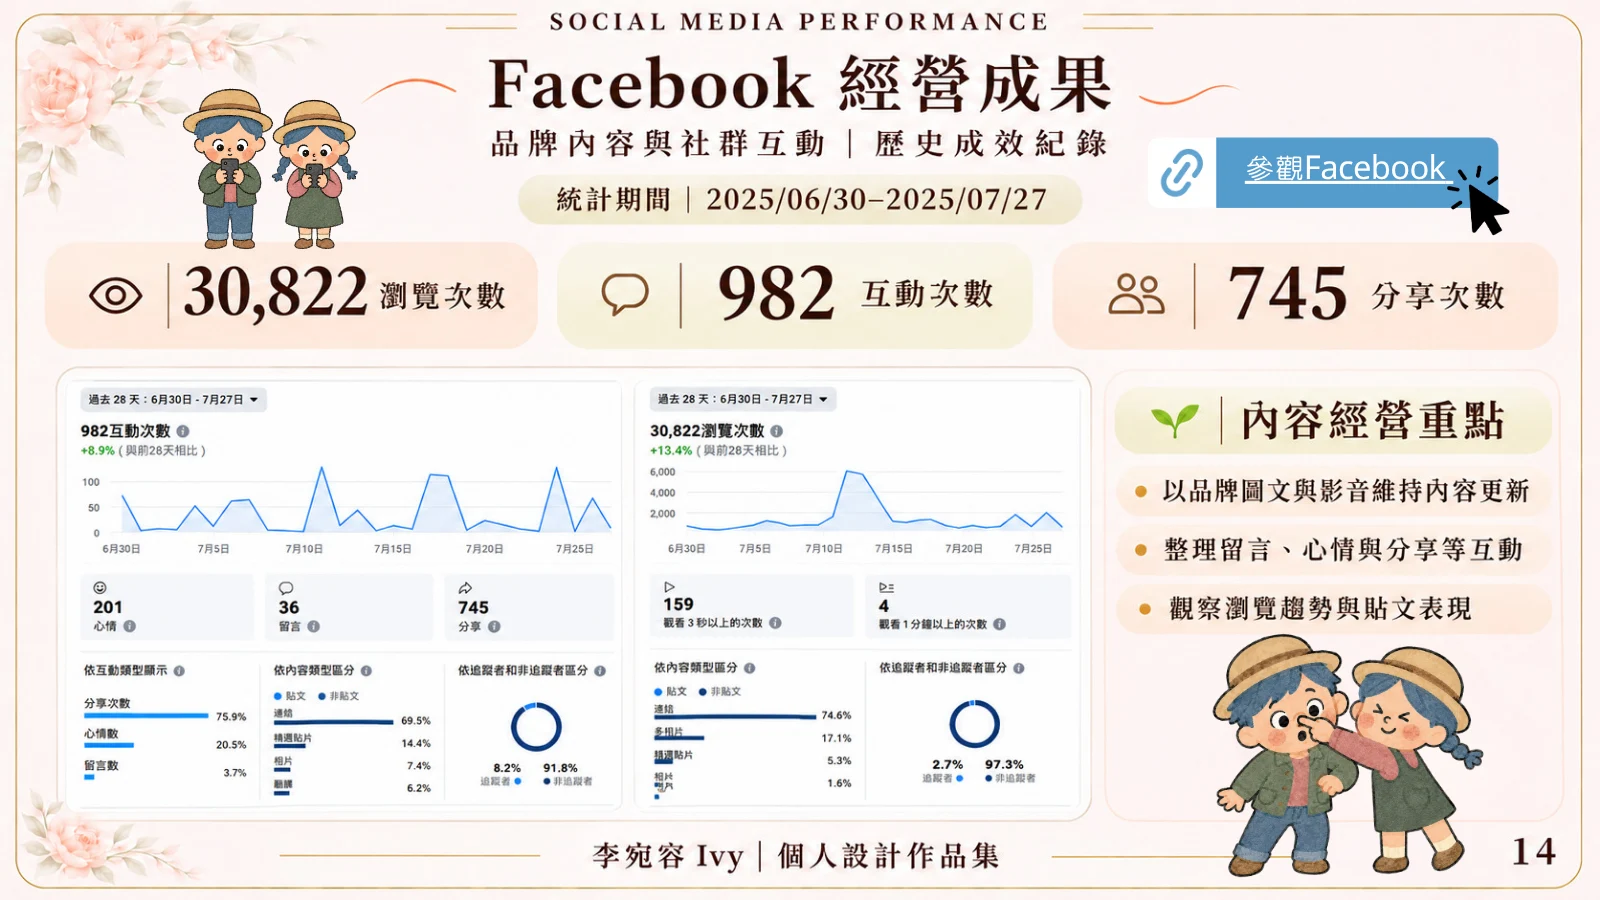 SOCIAL MEDIA PERFORMANCE
Facebook 經營成果
品牌內容與社群互動｜歷史成效紀錄
統計期間｜2025/06/30–2025/07/27
參觀Facebook
30,822 瀏覽次數
982 互動次數
745 分享次數
過去 28 天：6月30日 - 7月27日
982互動次數
+8.9% ( 與前28天相比 )
100
50
0
6月30日 7月5日 7月10日 7月15日 7月20日 7月25日
201
心情
36
留言
745
分享
依互動類型顯示
分享次數
75.9%
心情數
20.5%
留言數
3.7%
依內容類型區分
貼文 非貼文
69.5%
14.4%
相片
7.4%
6.2%
依追蹤者和非追蹤者區分
8.2% 91.8%
追蹤者 非追蹤者
過去 28 天：6月30日 - 7月27日
30,822瀏覽次數
+13.4% ( 與前28天相比 )
6,000
4,000
2,000
6月30日 7月5日 7月10日 7月15日 7月20日 7月25日
159
觀看 3 秒以上的次數
4
觀看 1 分鐘以上的次數
依內容類型區分
貼文 非貼文
74.6%
17.1%
5.3%
1.6%
依追蹤者和非追蹤者區分
2.7% 97.3%
追蹤者 非追蹤者
內容經營重點
以品牌圖文與影音維持內容更新
整理留言、心情與分享等互動
觀察瀏覽趨勢與貼文表現
李宛容 Ivy｜個人設計作品集
14